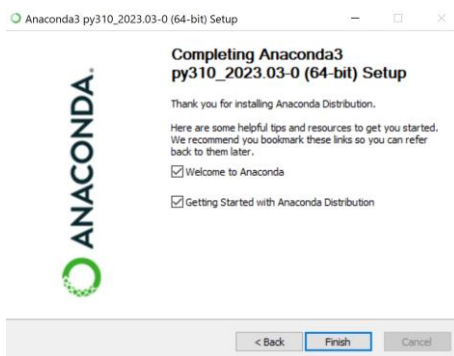 Anaconda3 py310_2023.03-0 (64-bit) Setup
Completing Anaconda3
py310_2023.03-0 (64-bit) Setup
Thank you for installing Anaconda Distribution.
Here are some helpful tips and resources to get you started.
We recommend you bookmark these links so you can refer
back to them later.
Welcome to Anaconda
Getting Started with Anaconda Distribution
ANACONDA.
< Back
Finish
Cancel